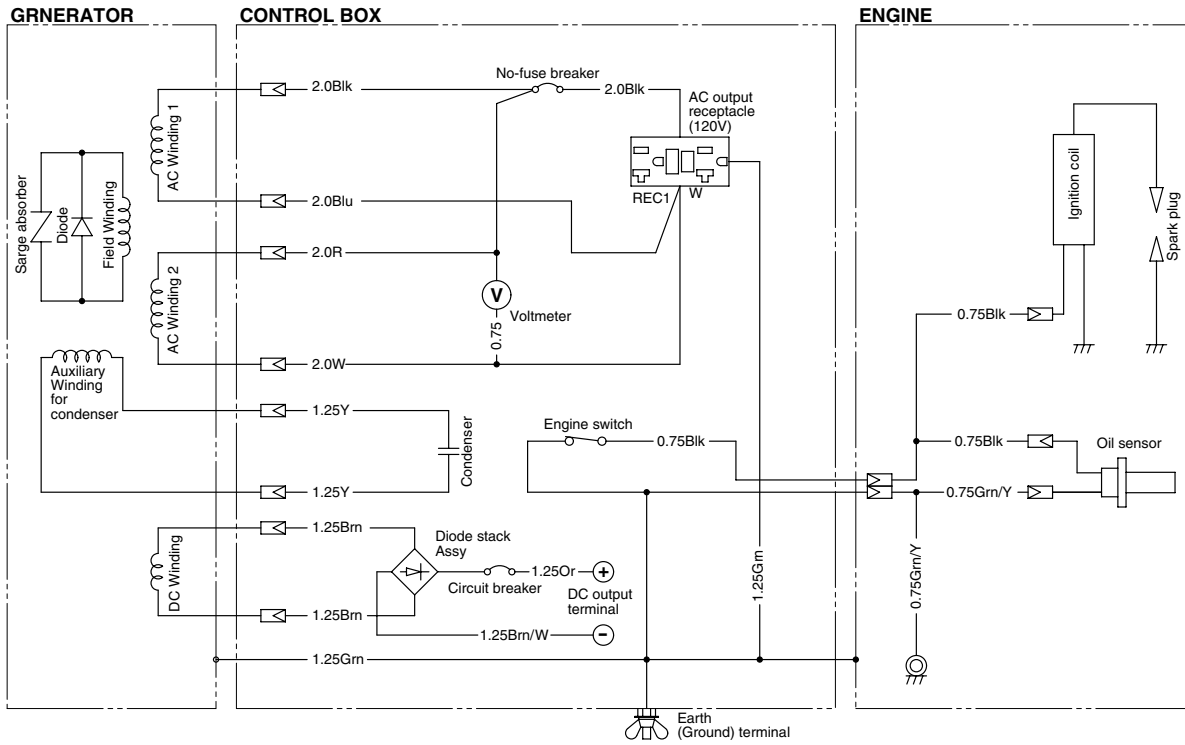 GRNERATOR
CONTROL BOX
ENGINE
No-fuse breaker
2.0Blk
2.0Blk
AC output
receptacle
(120V)
AC Winding 1
REC1
W
2.0Blu
Sarge absorber
Diode
Field Winding
2.0R
AC Winding 2
V
Voltmeter
0.75
2.0W
Ignition coil
Spark plug
0.75Blk
Auxiliary
Winding
for
condenser
1.25Y
Condenser
1.25Y
Engine switch
0.75Blk
0.75Blk
Oil sensor
0.75Grn/Y
0.75Grn/Y
1.25Brn
DC Winding
Diode stack
Assy
1.25Or
+
Circuit breaker
DC output
terminal
1.25Brn
1.25Brn/W
−
1.25Grn
1.25Grn
Earth
(Ground) terminal